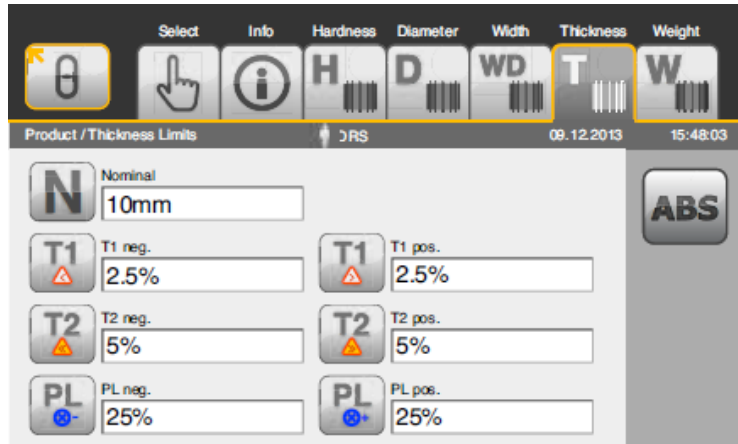 Select Info Hardness Diameter Width Thickness Weight
H D WD T W
Product / Thickness Limits DRS 09.12.2013 15:48:03
N Nominal
10mm
ABS
T1 T1 neg.
2.5%
T1 T1 pos.
2.5%
T2 T2 neg.
5%
T2 T2 pos.
5%
PL PL neg.
25%
PL PL pos.
25%